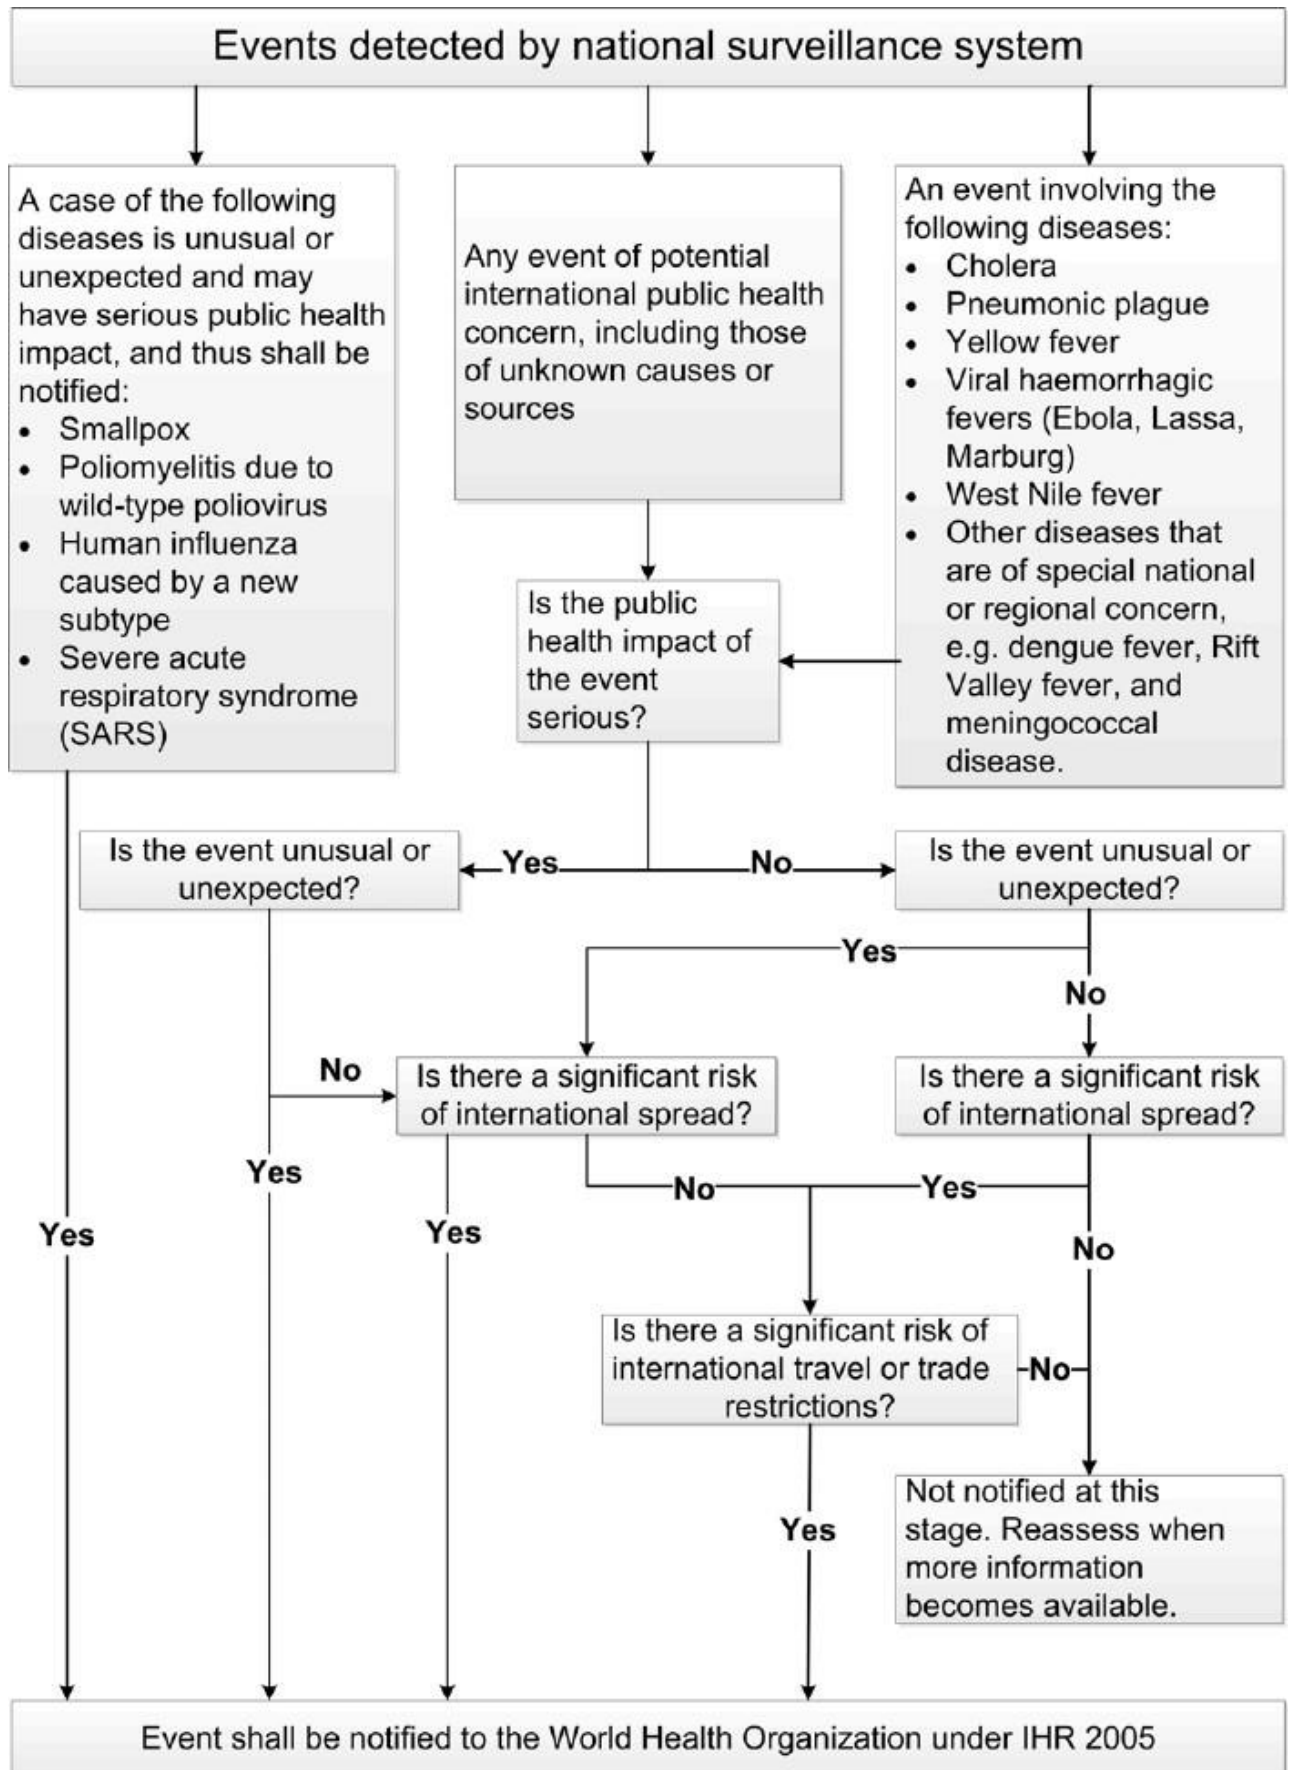 Events detected by national surveillance system
A case of the following
diseases is unusual or
unexpected and may
have serious public health
impact, and thus shall be
notified:
• Smallpox
• Poliomyelitis due to
wild-type poliovirus
• Human influenza
caused by a new
subtype
• Severe acute
respiratory syndrome
(SARS)
Any event of potential
international public health
concern, including those
of unknown causes or
sources
An event involving the
following diseases:
• Cholera
• Pneumonic plague
• Yellow fever
• Viral haemorrhagic
fevers (Ebola, Lassa,
Marburg)
• West Nile fever
• Other diseases that
are of special national
or regional concern,
e.g. dengue fever, Rift
Valley fever, and
meningococcal
disease.
Is the public
health impact of
the event
serious?
Is the event unusual or
unexpected?
Yes
No
Is the event unusual or
unexpected?
Yes
No
No
Is there a significant risk
of international spread?
Is there a significant risk
of international spread?
Yes
Yes
Yes
No
Yes
No
Is there a significant risk of
international travel or trade
restrictions?
No
Yes
Not notified at this
stage. Reassess when
more information
becomes available.
Event shall be notified to the World Health Organization under IHR 2005